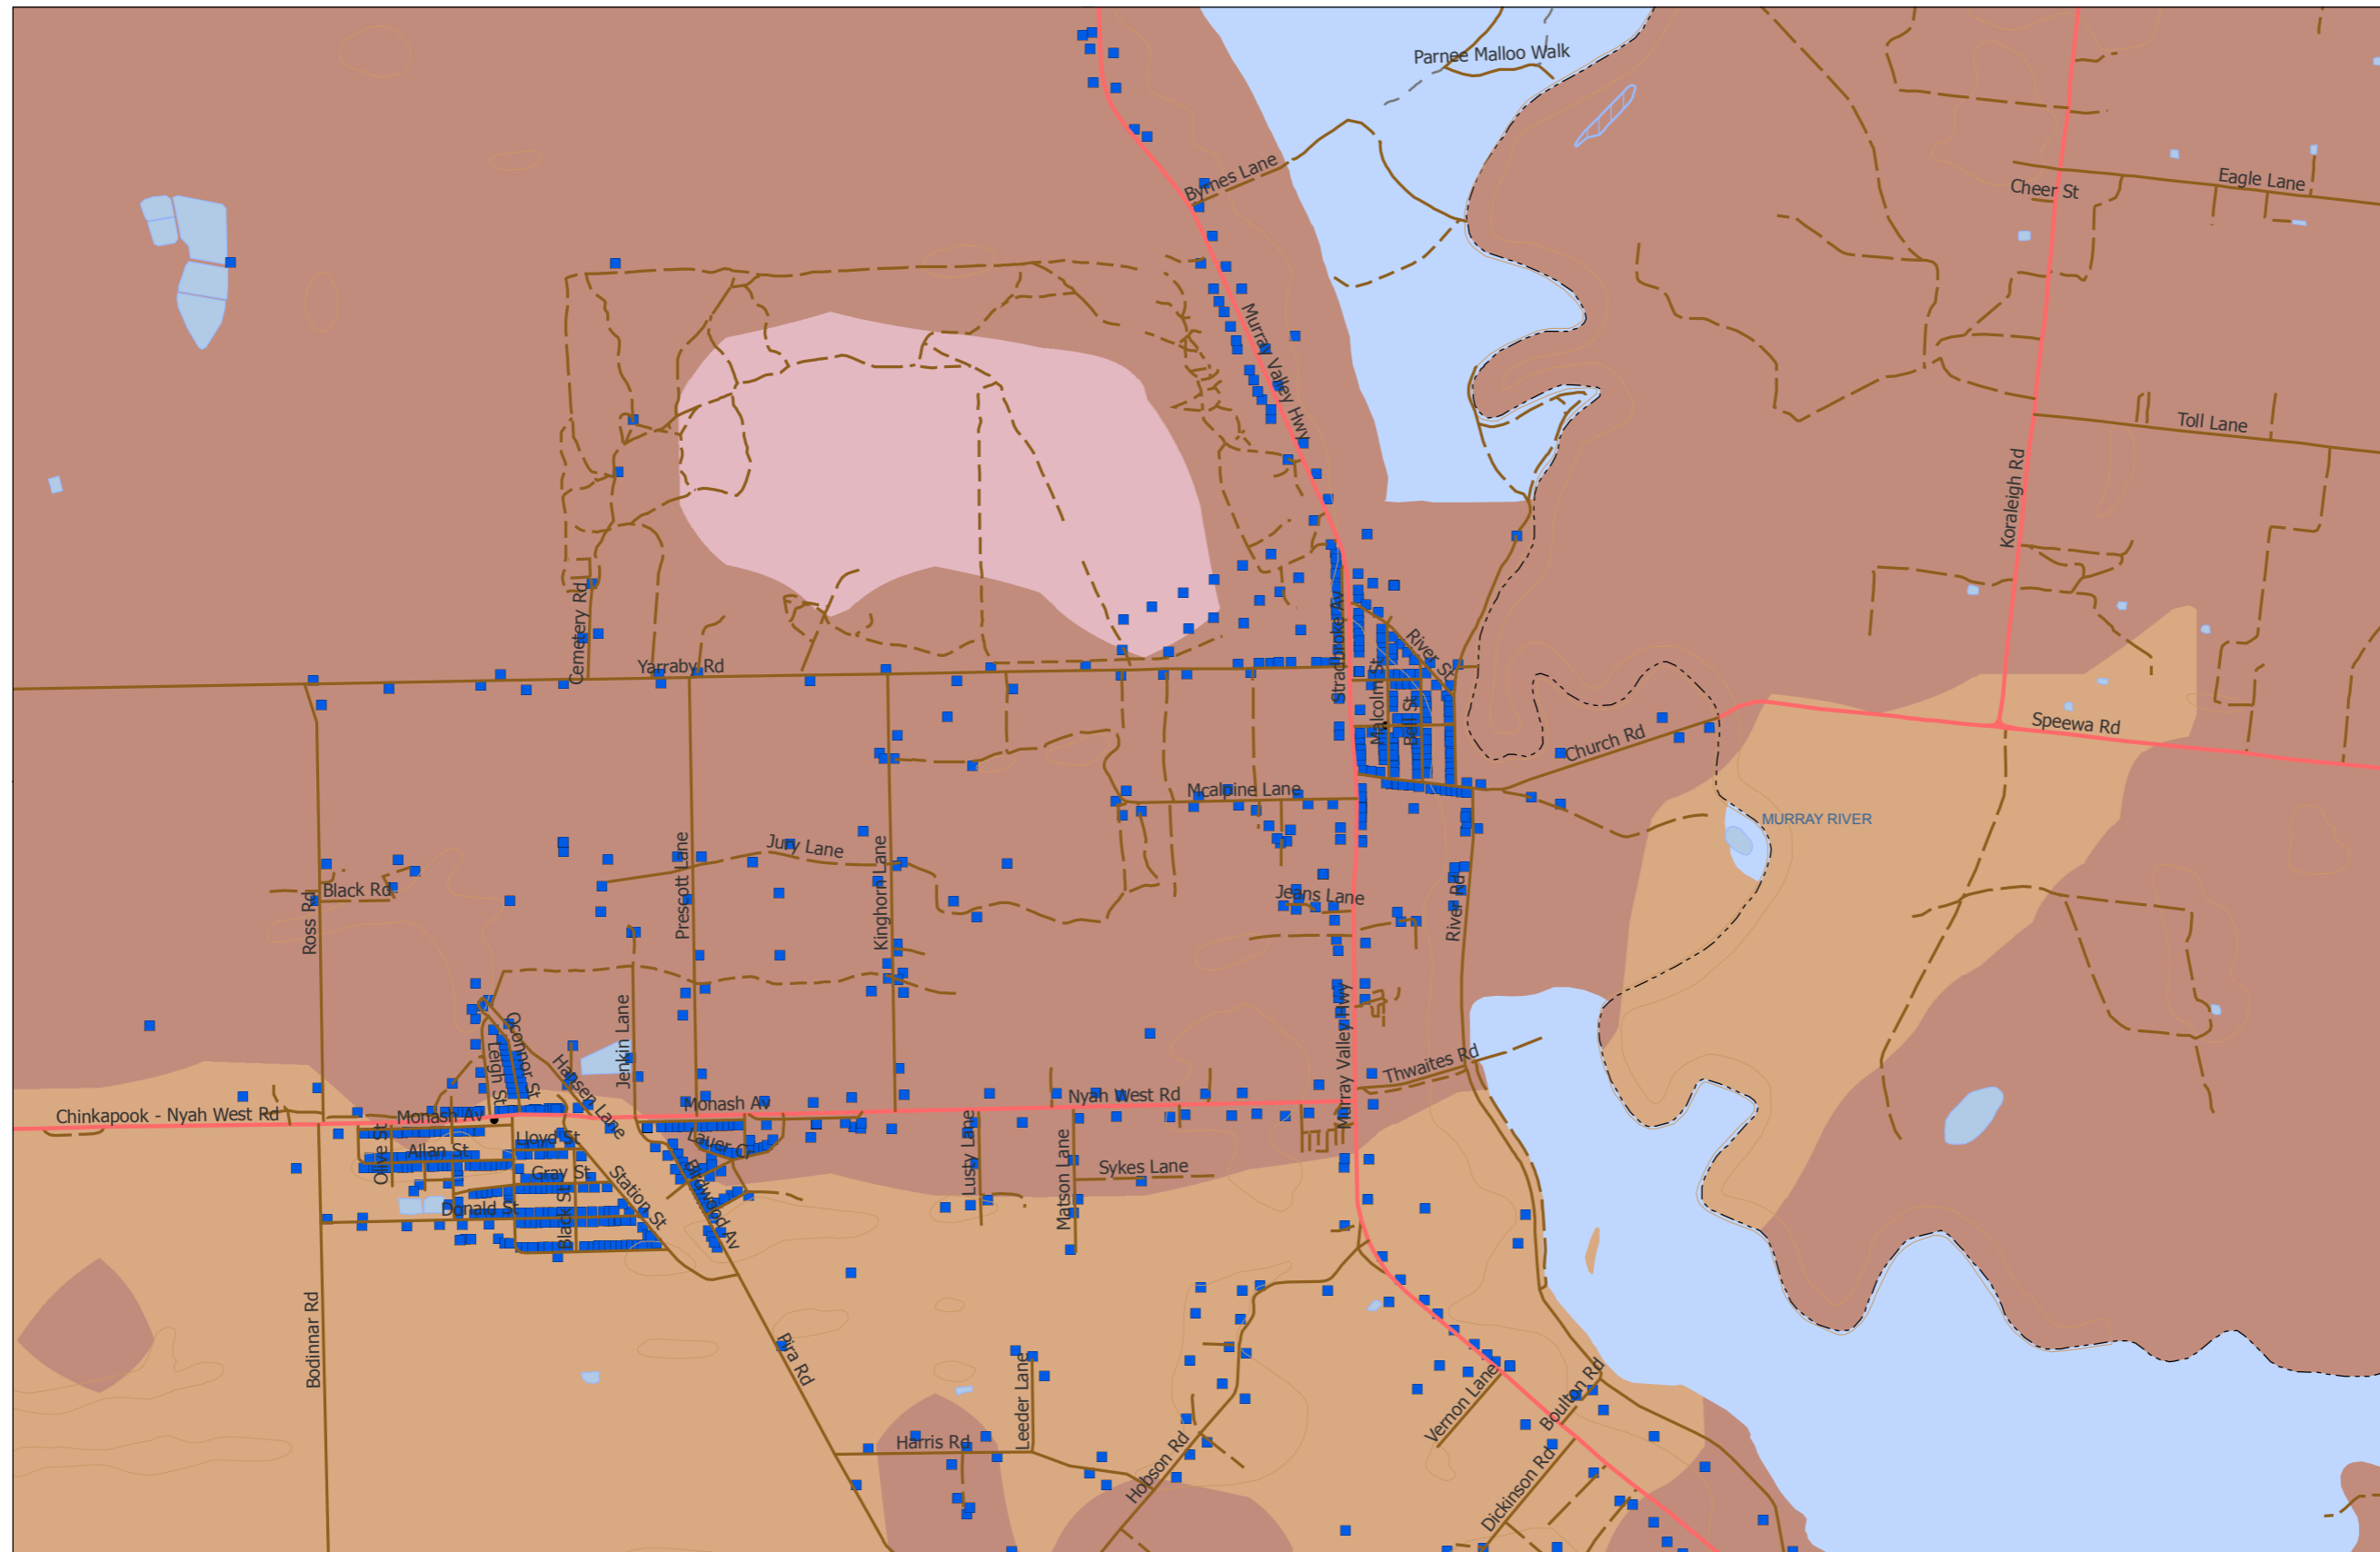 Parnee Malloo Walk
Byrnes Lane
Eagle Lane
Cheer St
Murray Valley Hwy
Toll Lane
Koraleigh Rd
Cemetery Rd
Yarraby Rd
Stradbroke Av
River St
Malcolm St
Bell St
Church Rd
Speewa Rd
Mcalpine Lane
MURRAY RIVER
Jury Lane
Prescott Lane
Kinghorn Lane
Black Rd
Ross Rd
Jeans Lane
River Rd
Oconnor St
Leigh St
Hansen Lane
Jenkin Lane
Murray Valley Hwy
Thwaites Rd
Chinkapook - Nyah West Rd
Monash Av
Monash Av
Nyah West Rd
Olive St
Allan St
Lloyd St
Lauer Cr
Gray St
Station St
Birdwood Av
Lusty Lane
Matson Lane
Sykes Lane
Donald St
Black St
Bodinnar Rd
Pira Rd
Leeder Lane
Harris Rd
Hobson Rd
Vernon Lane
Boulton Rd
Dickinson Rd